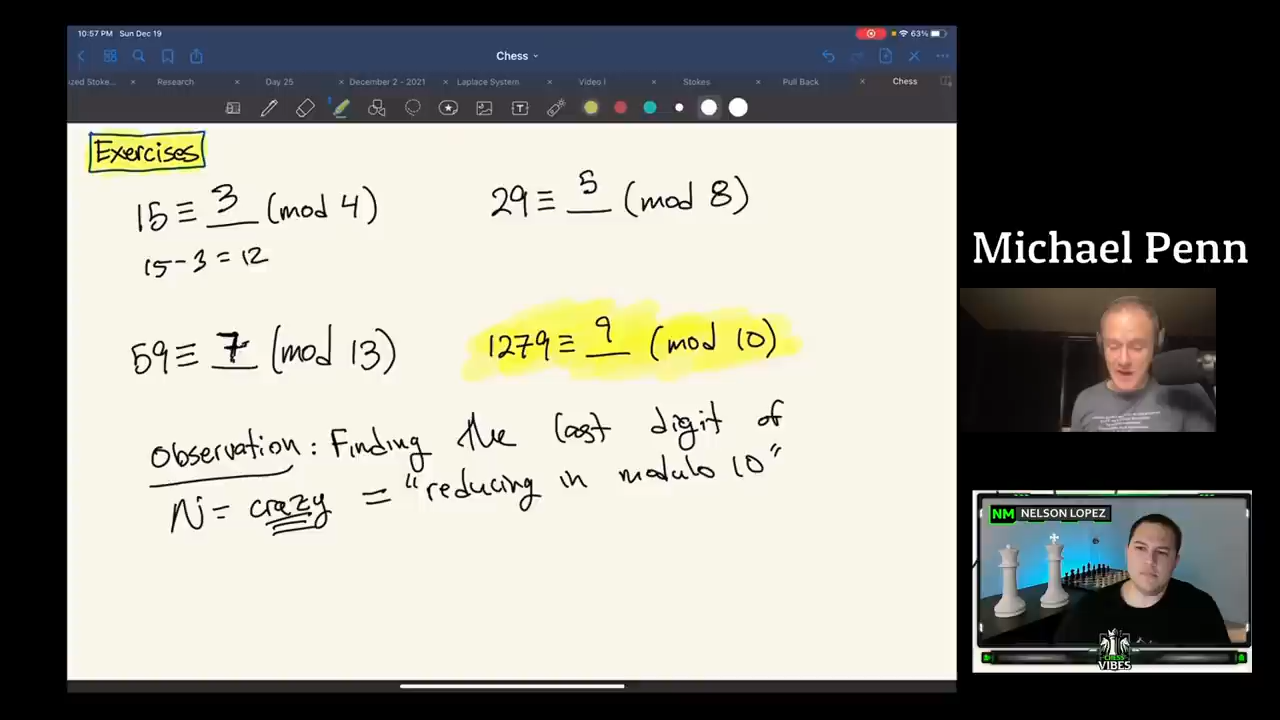 10:57 PM Sun Dec 19
63%
Chess
Research
Day 25
December 2 - 2021
Laplace System
Video I
Stokes
Pull Back
Chess
Exercises
15 ≡ 3 (mod 4)
15 - 3 = 12
29 ≡ 5 (mod 8)
59 ≡ 7 (mod 13)
1279 ≡ 9 (mod 10)
Observation: Finding the last digit of
N = crazy = "reducing in modulo 10"
Michael Penn
NM NELSON LOPEZ
CHESS
VIBES